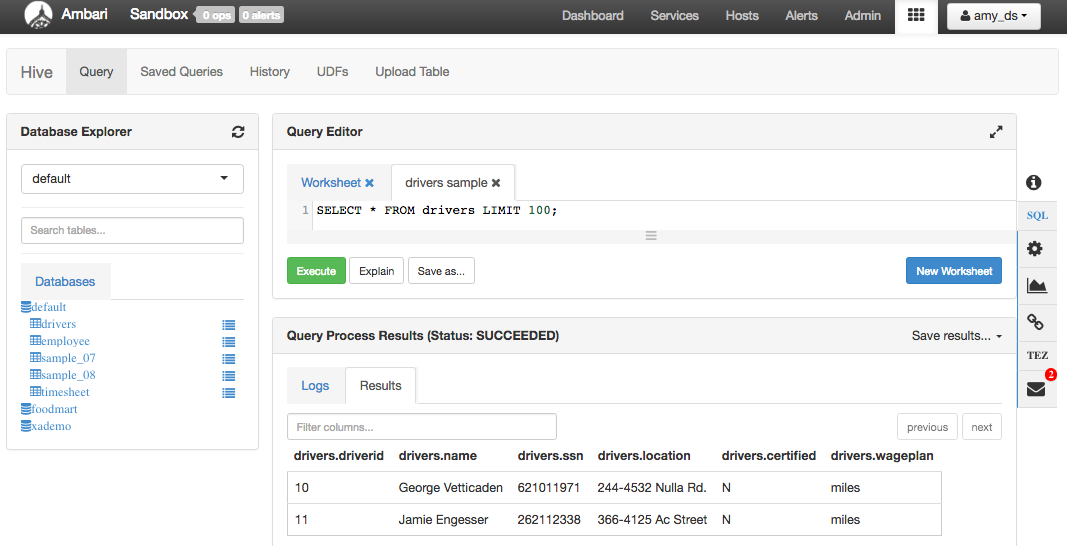 Ambari Sandbox 0 ops 0 alerts Dashboard Services Hosts Alerts Admin amy_ds
Hive Query Saved Queries History UDFs Upload Table
Database Explorer
default
Search tables...
Databases
default
drivers
employee
sample_07
sample_08
timesheet
foodmart
xademo
Query Editor
Worksheet drivers sample
1 SELECT * FROM drivers LIMIT 100;
Execute Explain Save as... New Worksheet
Query Process Results (Status: SUCCEEDED) Save results...
Logs Results
Filter columns... previous next
drivers.driverid drivers.name drivers.ssn drivers.location drivers.certified drivers.wageplan
10 George Vetticaden 621011971 244-4532 Nulla Rd. N miles
11 Jamie Engesser 262112338 366-4125 Ac Street N miles
SQL
TEZ
2